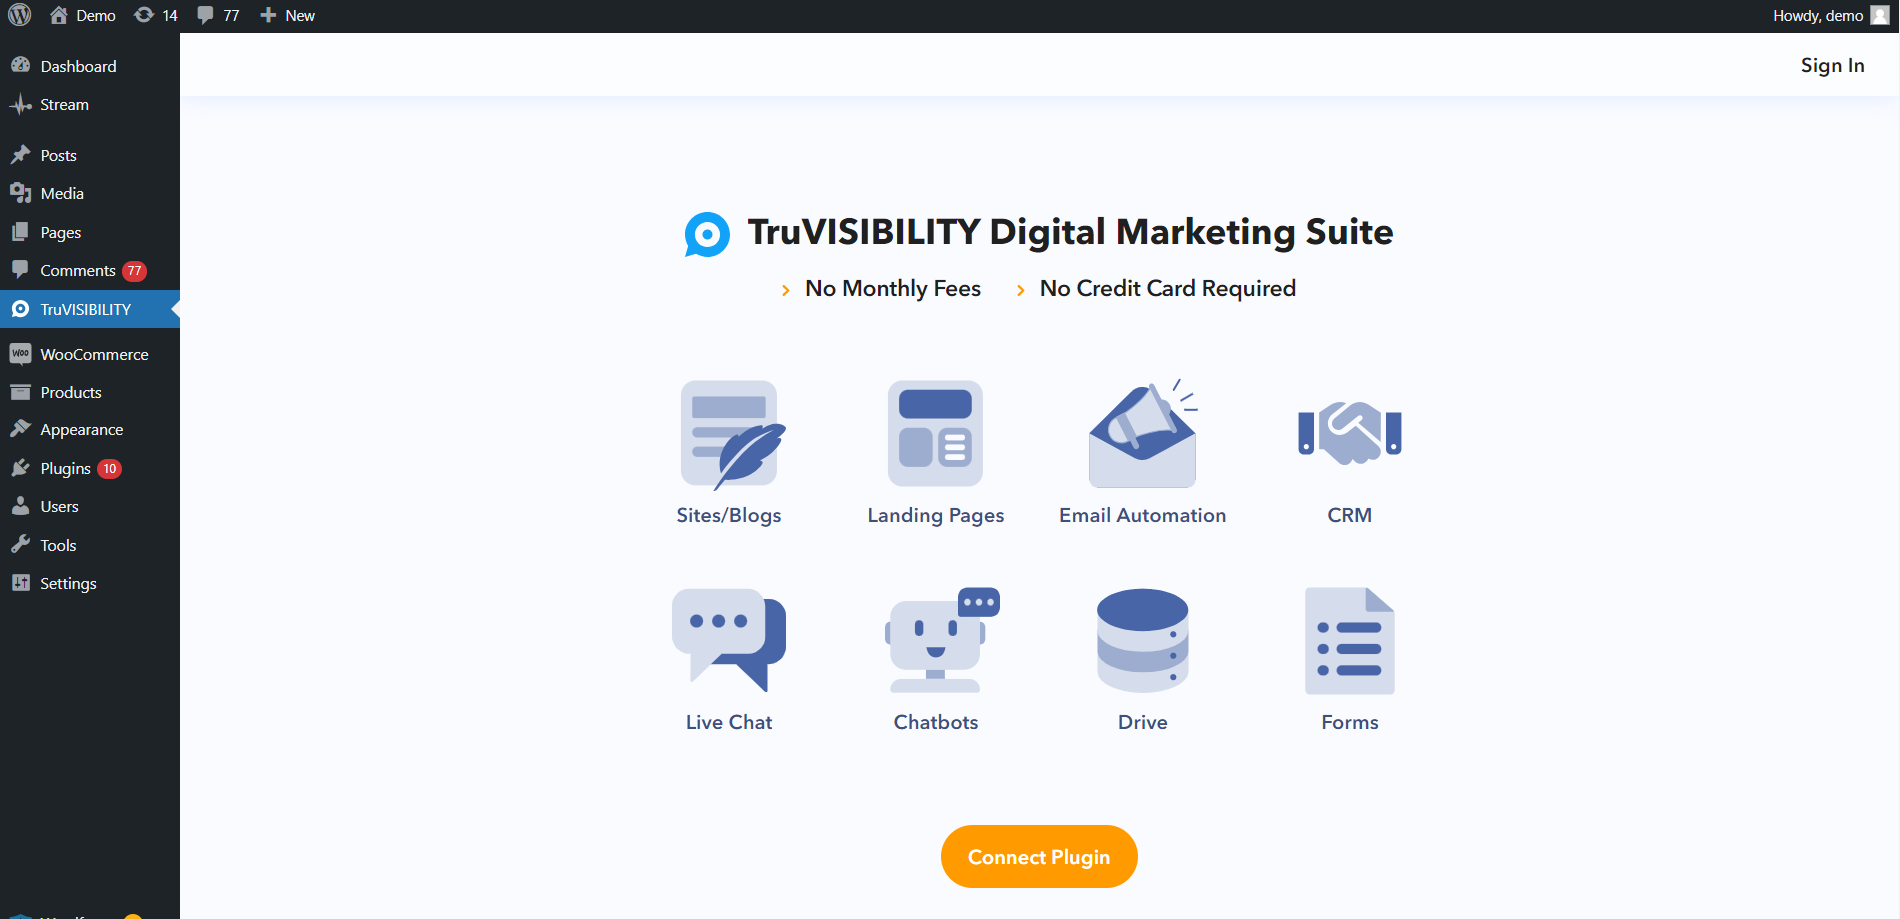 Demo 14 77 New Howdy, demo
Dashboard
Stream
Posts
Media
Pages
Comments 77
TruVISIBILITY
WooCommerce
Products
Appearance
Plugins 10
Users
Tools
Settings
Sign In
TruVISIBILITY Digital Marketing Suite
No Monthly Fees No Credit Card Required
Sites/Blogs Landing Pages Email Automation CRM
Live Chat Chatbots Drive Forms
Connect Plugin